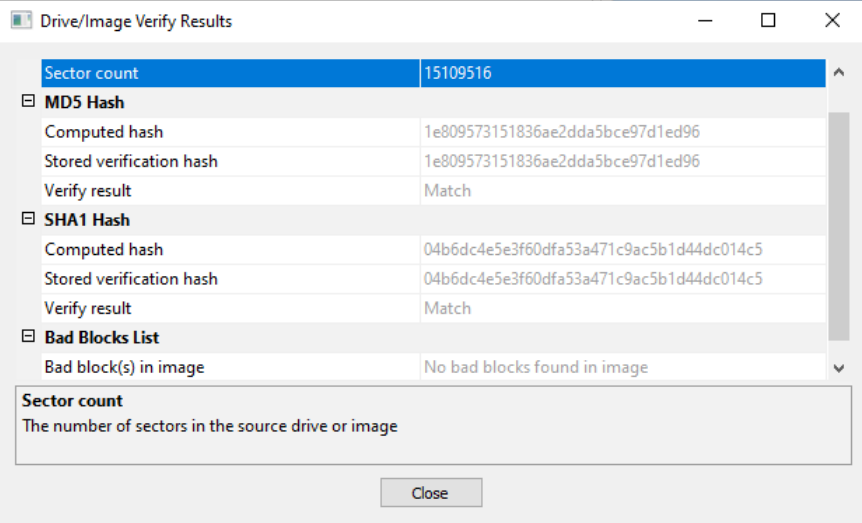 Drive/Image Verify Results
Sector count 15109516
MD5 Hash
Computed hash 1e809573151836ae2dda5bce97d1ed96
Stored verification hash 1e809573151836ae2dda5bce97d1ed96
Verify result Match
SHA1 Hash
Computed hash 04b6dc4e5e3f60dfa53a471c9ac5b1d44dc014c5
Stored verification hash 04b6dc4e5e3f60dfa53a471c9ac5b1d44dc014c5
Verify result Match
Bad Blocks List
Bad block(s) in image No bad blocks found in image
Sector count
The number of sectors in the source drive or image
Close